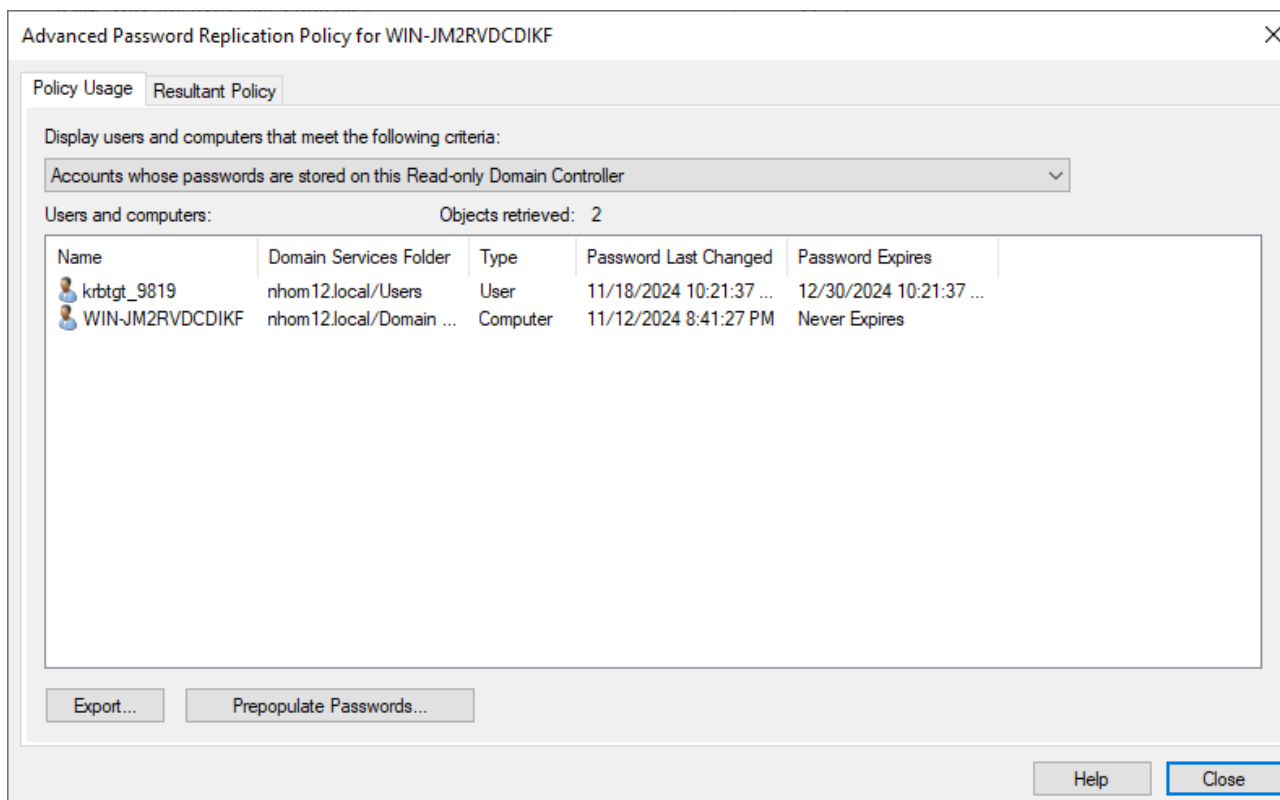 Advanced Password Replication Policy for WIN-JM2RVDCDIKF
Policy Usage Resultant Policy
Display users and computers that meet the following criteria:
Accounts whose passwords are stored on this Read-only Domain Controller
Users and computers: Objects retrieved: 2
Name Domain Services Folder Type Password Last Changed Password Expires
krbtgt_9819 nhom12.local/Users User 11/18/2024 10:21:37 ... 12/30/2024 10:21:37 ...
WIN-JM2RVDCDIKF nhom12.local/Domain ... Computer 11/12/2024 8:41:27 PM Never Expires
Export... Prepopulate Passwords...
Help Close